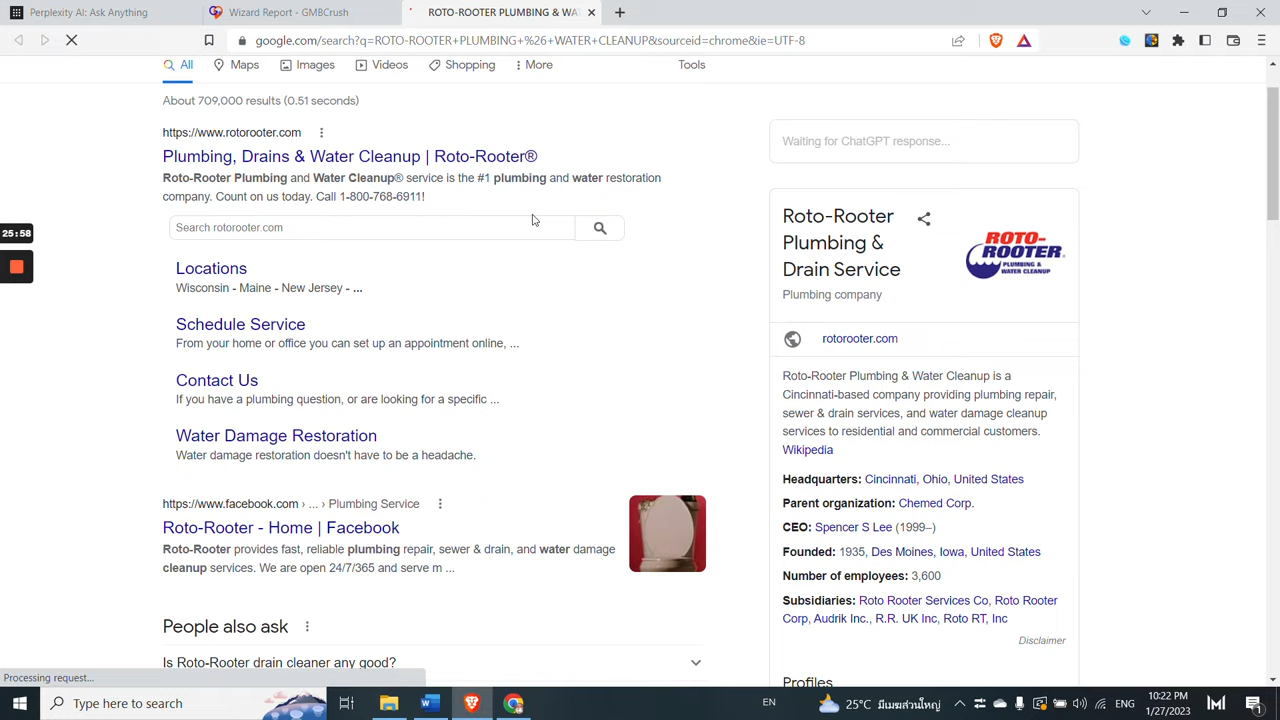 Perplexity AI: Ask Anything
Wizard Report - GMBCrush
ROTO-ROOTER PLUMBING & WA
google.com/search?q=ROTO-ROOTER+PLUMBING+%26+WATER+CLEANUP&sourceid=chrome&ie=UTF-8
All
Maps
Images
Videos
Shopping
More
Tools
About 709,000 results (0.51 seconds)
https://www.rotorooter.com
Plumbing, Drains & Water Cleanup | Roto-Rooter®
Roto-Rooter Plumbing and Water Cleanup® service is the #1 plumbing and water restoration
company. Count on us today. Call 1-800-768-6911!
Search rotorooter.com
Locations
Wisconsin - Maine - New Jersey - ...
Schedule Service
From your home or office you can set up an appointment online, ...
Contact Us
If you have a plumbing question, or are looking for a specific ...
Water Damage Restoration
Water damage restoration doesn't have to be a headache.
https://www.facebook.com › ... › Plumbing Service
Roto-Rooter - Home | Facebook
Roto-Rooter provides fast, reliable plumbing repair, sewer & drain, and water damage
cleanup services. We are open 24/7/365 and serve m ...
People also ask
Is Roto-Rooter drain cleaner any good?
Waiting for ChatGPT response...
Roto-Rooter
Plumbing &
Drain Service
Plumbing company
ROTO-
ROOTER
PLUMBING &
WATER CLEANUP
rotorooter.com
Roto-Rooter Plumbing & Water Cleanup is a
Cincinnati-based company providing plumbing repair,
sewer & drain services, and water damage cleanup
services to residential and commercial customers.
Wikipedia
Headquarters: Cincinnati, Ohio, United States
Parent organization: Chemed Corp.
CEO: Spencer S Lee (1999–)
Founded: 1935, Des Moines, Iowa, United States
Number of employees: 3,600
Subsidiaries: Roto Rooter Services Co, Roto Rooter
Corp, Audrik Inc., R.R. UK Inc, Roto RT, Inc
Disclaimer
Profiles
25:58
Processing request...
Type here to search
EN
25°C มีเมฆส่วนใหญ่
ENG
10:22 PM
1/27/2023